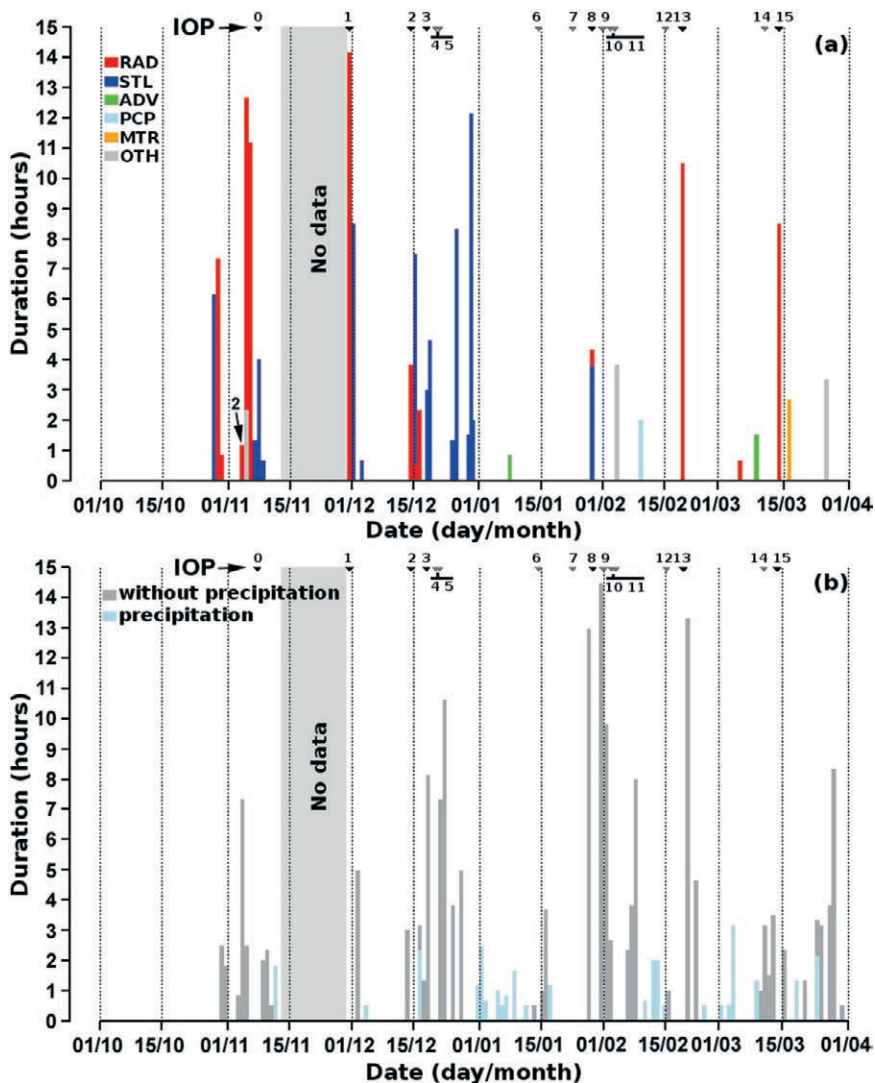 IOP 0 1 2 3 4 5 6 7 8 9 10 11 12 13 14 15
15 (a)
14 RAD
13 STL
12 ADV
11 PCP
10 MTR
9 OTH
8
7
6
5
4
3
2
1
0
Duration (hours)
No data
2
01/10 15/10 01/11 15/11 01/12 15/12 01/01 15/01 01/02 15/02 01/03 15/03 01/04
Date (day/month)
IOP 0 1 2 3 4 5 6 7 8 9 10 11 12 13 14 15
15 (b)
14 without precipitation
13 precipitation
12
11
10
9
8
7
6
5
4
3
2
1
0
Duration (hours)
No data
01/10 15/10 01/11 15/11 01/12 15/12 01/01 15/01 01/02 15/02 01/03 15/03 01/04